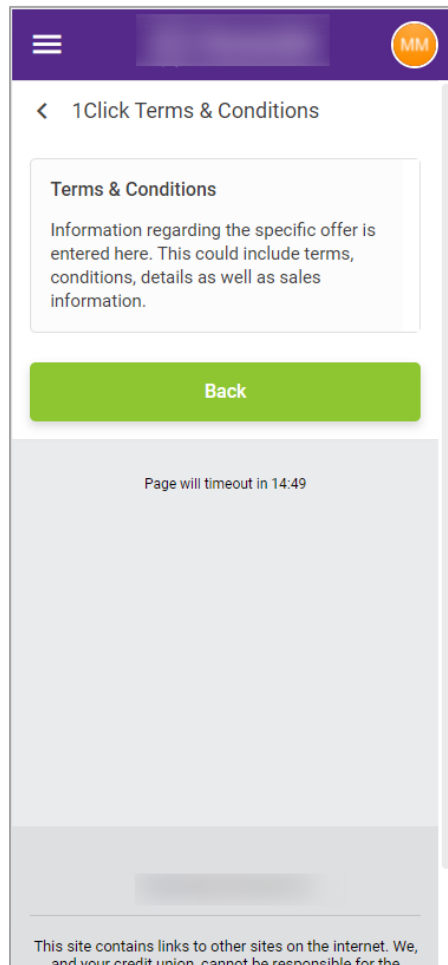 MM
1Click Terms & Conditions
Terms & Conditions
Information regarding the specific offer is
entered here. This could include terms,
conditions, details as well as sales
information.
Back
Page will timeout in 14:49
This site contains links to other sites on the internet. We,
and your credit union, cannot be responsible for the